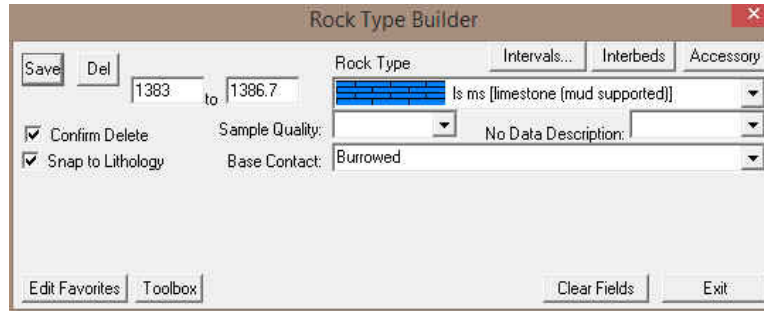 Rock Type Builder
Save Del 1383 to 1386.7 Rock Type Intervals... Interbeds Accessory
ls ms [limestone (mud supported)]
Confirm Delete Sample Quality: No Data Description:
Snap to Lithology Base Contact: Burrowed
Edit Favorites Toolbox Clear Fields Exit